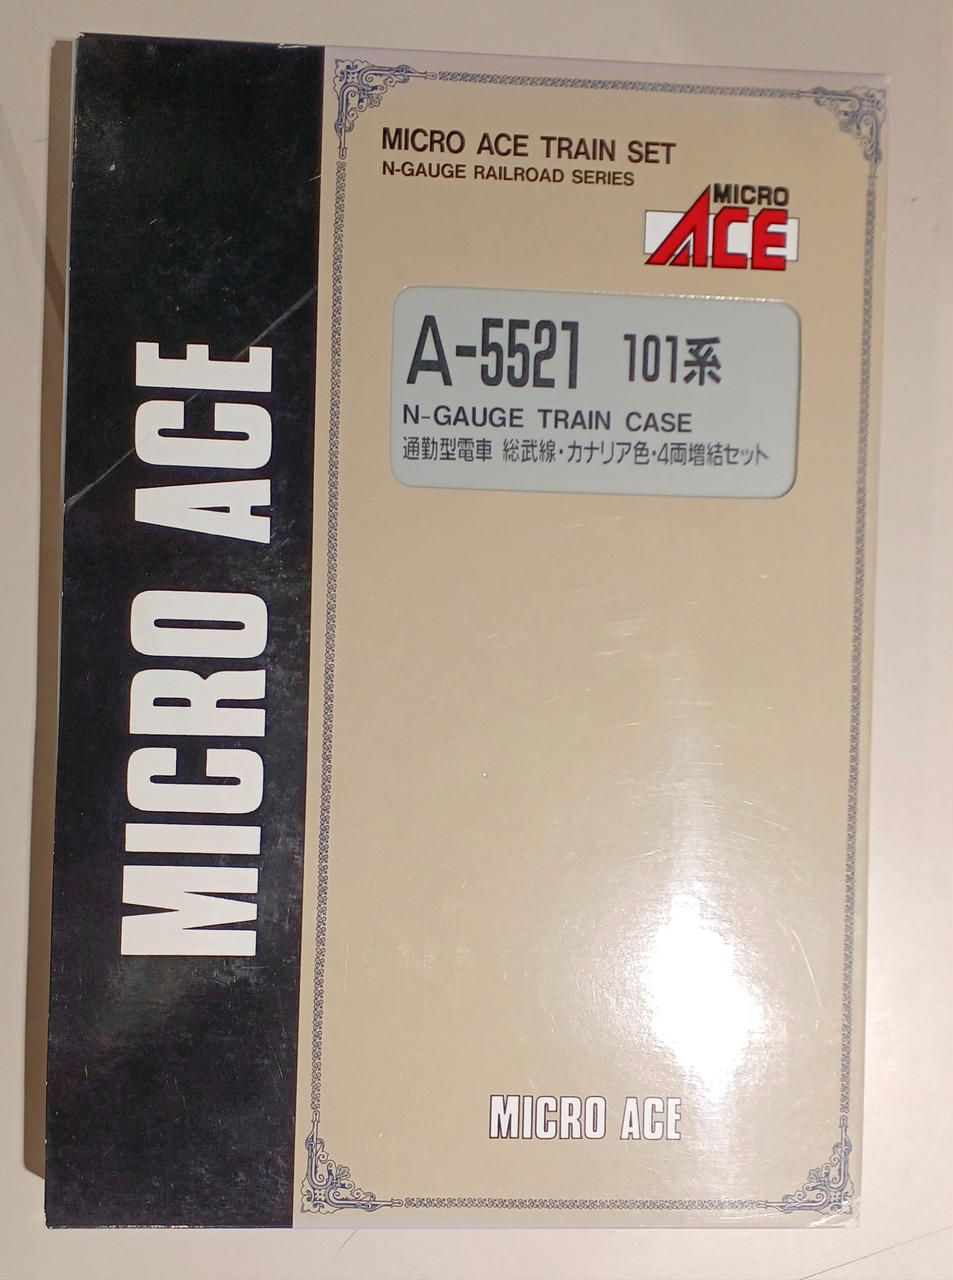 MICRO ACE
MICRO ACE TRAIN SET
N-GAUGE RAILROAD SERIES
MICRO
ACE
A-5521 101系
N-GAUGE TRAIN CASE
通勤型電車 総武線・カナリア色・4両増結セット
MICRO ACE